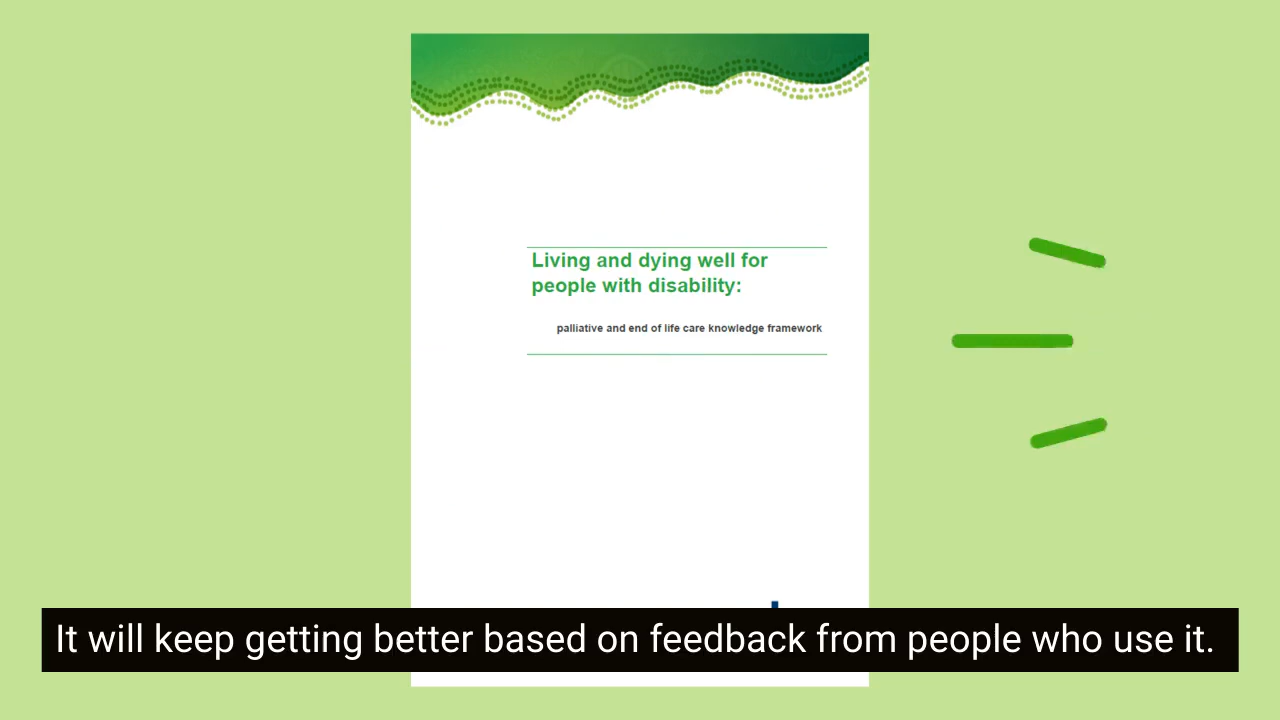 Living and dying well for
people with disability:
palliative and end of life care knowledge framework
It will keep getting better based on feedback from people who use it.